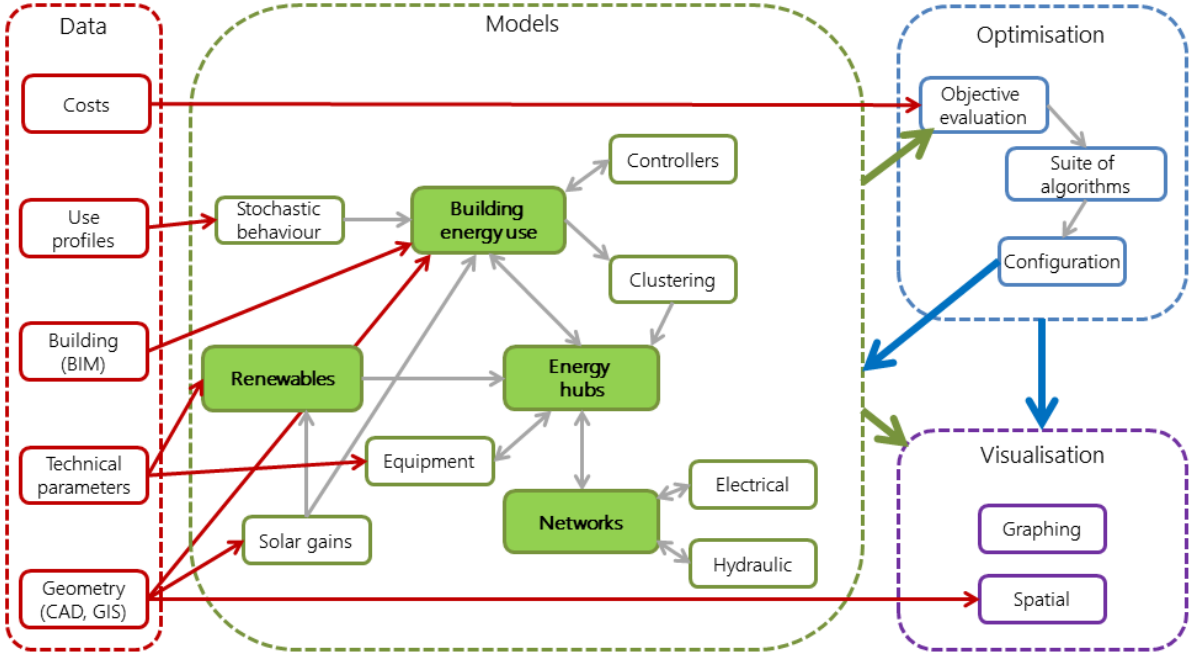 Data
Costs
Use
profiles
Building
(BIM)
Technical
parameters
Geometry
(CAD, GIS)
Models
Controllers
Stochastic
behaviour
Building
energy use
Clustering
Renewables
Energy
hubs
Equipment
Electrical
Networks
Solar gains
Hydraulic
Optimisation
Objective
evaluation
Suite of
algorithms
Configuration
Visualisation
Graphing
Spatial